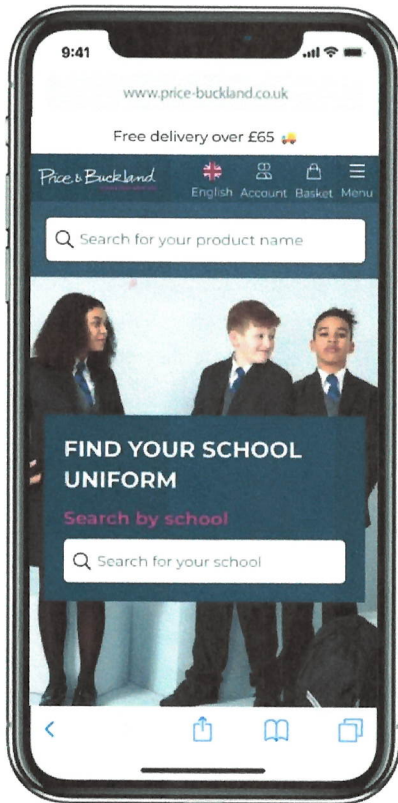 9:41
www.price-buckland.co.uk
Free delivery over £65
Price & Buckland
English Account Basket Menu
Search for your product name
FIND YOUR SCHOOL
UNIFORM
Search by school
Search for your school